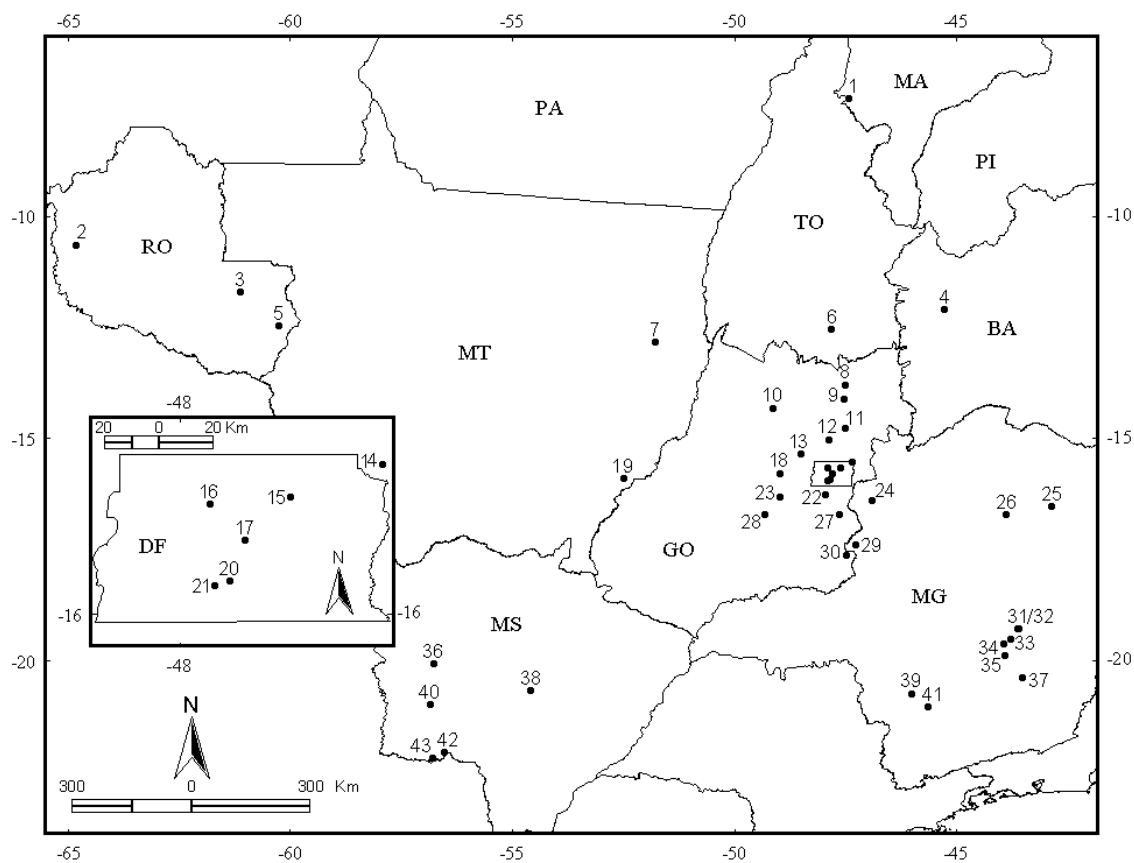 -65 -60 -55 -50 -45
1 MA
PA
PI
-10 -10
2 RO TO
3
5 6 4
7 MT BA
8
-48
10 9
20 0 20 Km
12 11
-15 -15
13
14
18
19
16 15
23 22 24
26 25
28 27
17
DF N GO
30 29
20
21
MG
-16 -16
MS
31/32
-48
36
34 33
-20 35 -20
38
37
N 40
39 41
43 42
300 0 300 Km
-65 -60 -55 -50 -45